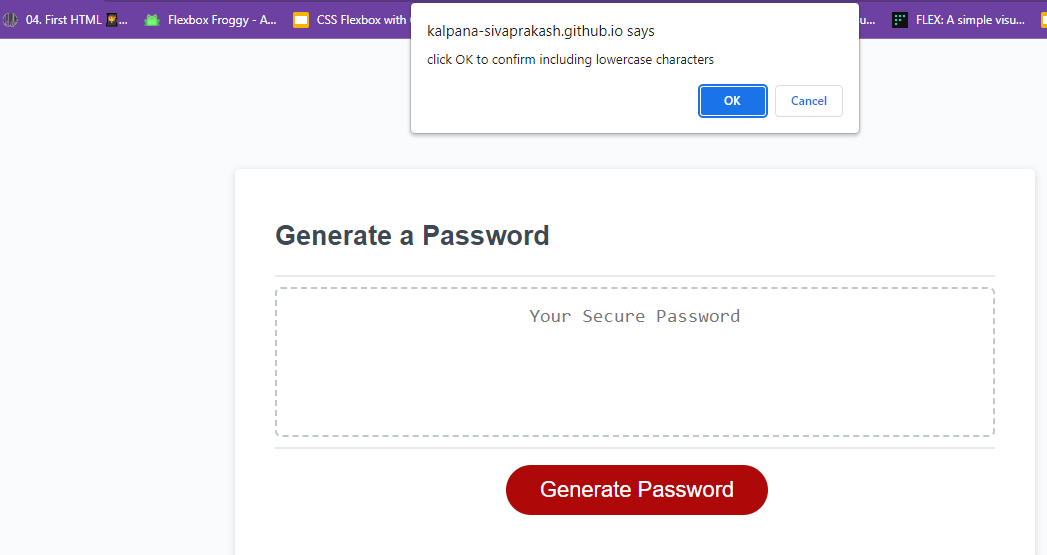 04. First HTML 👩‍🎓...
Flexbox Froggy - A...
CSS Flexbox with
u...
FLEX: A simple visu...
kalpana-sivaprakash.github.io says
click OK to confirm including lowercase characters
OK
Cancel
Generate a Password
Your Secure Password
Generate Password